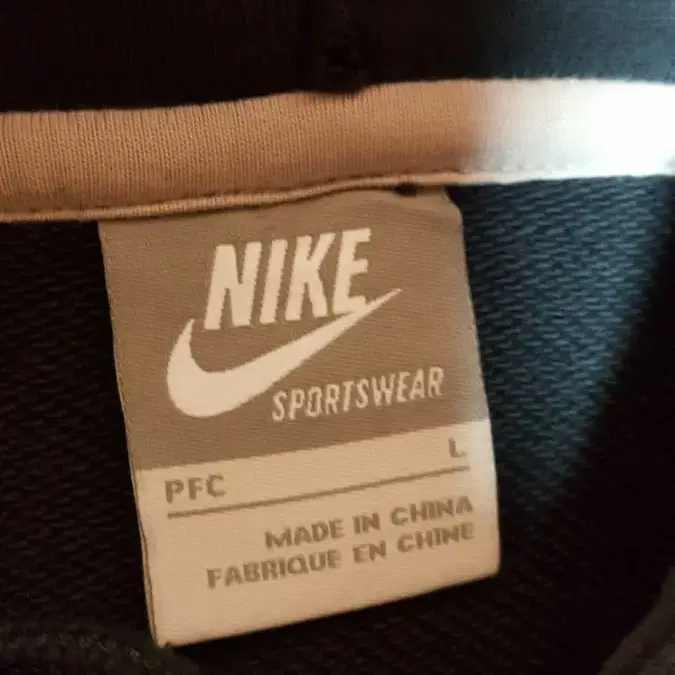 NIKE
SPORTSWEAR
PFC L
MADE IN CHINA
FABRIQUE EN CHINE